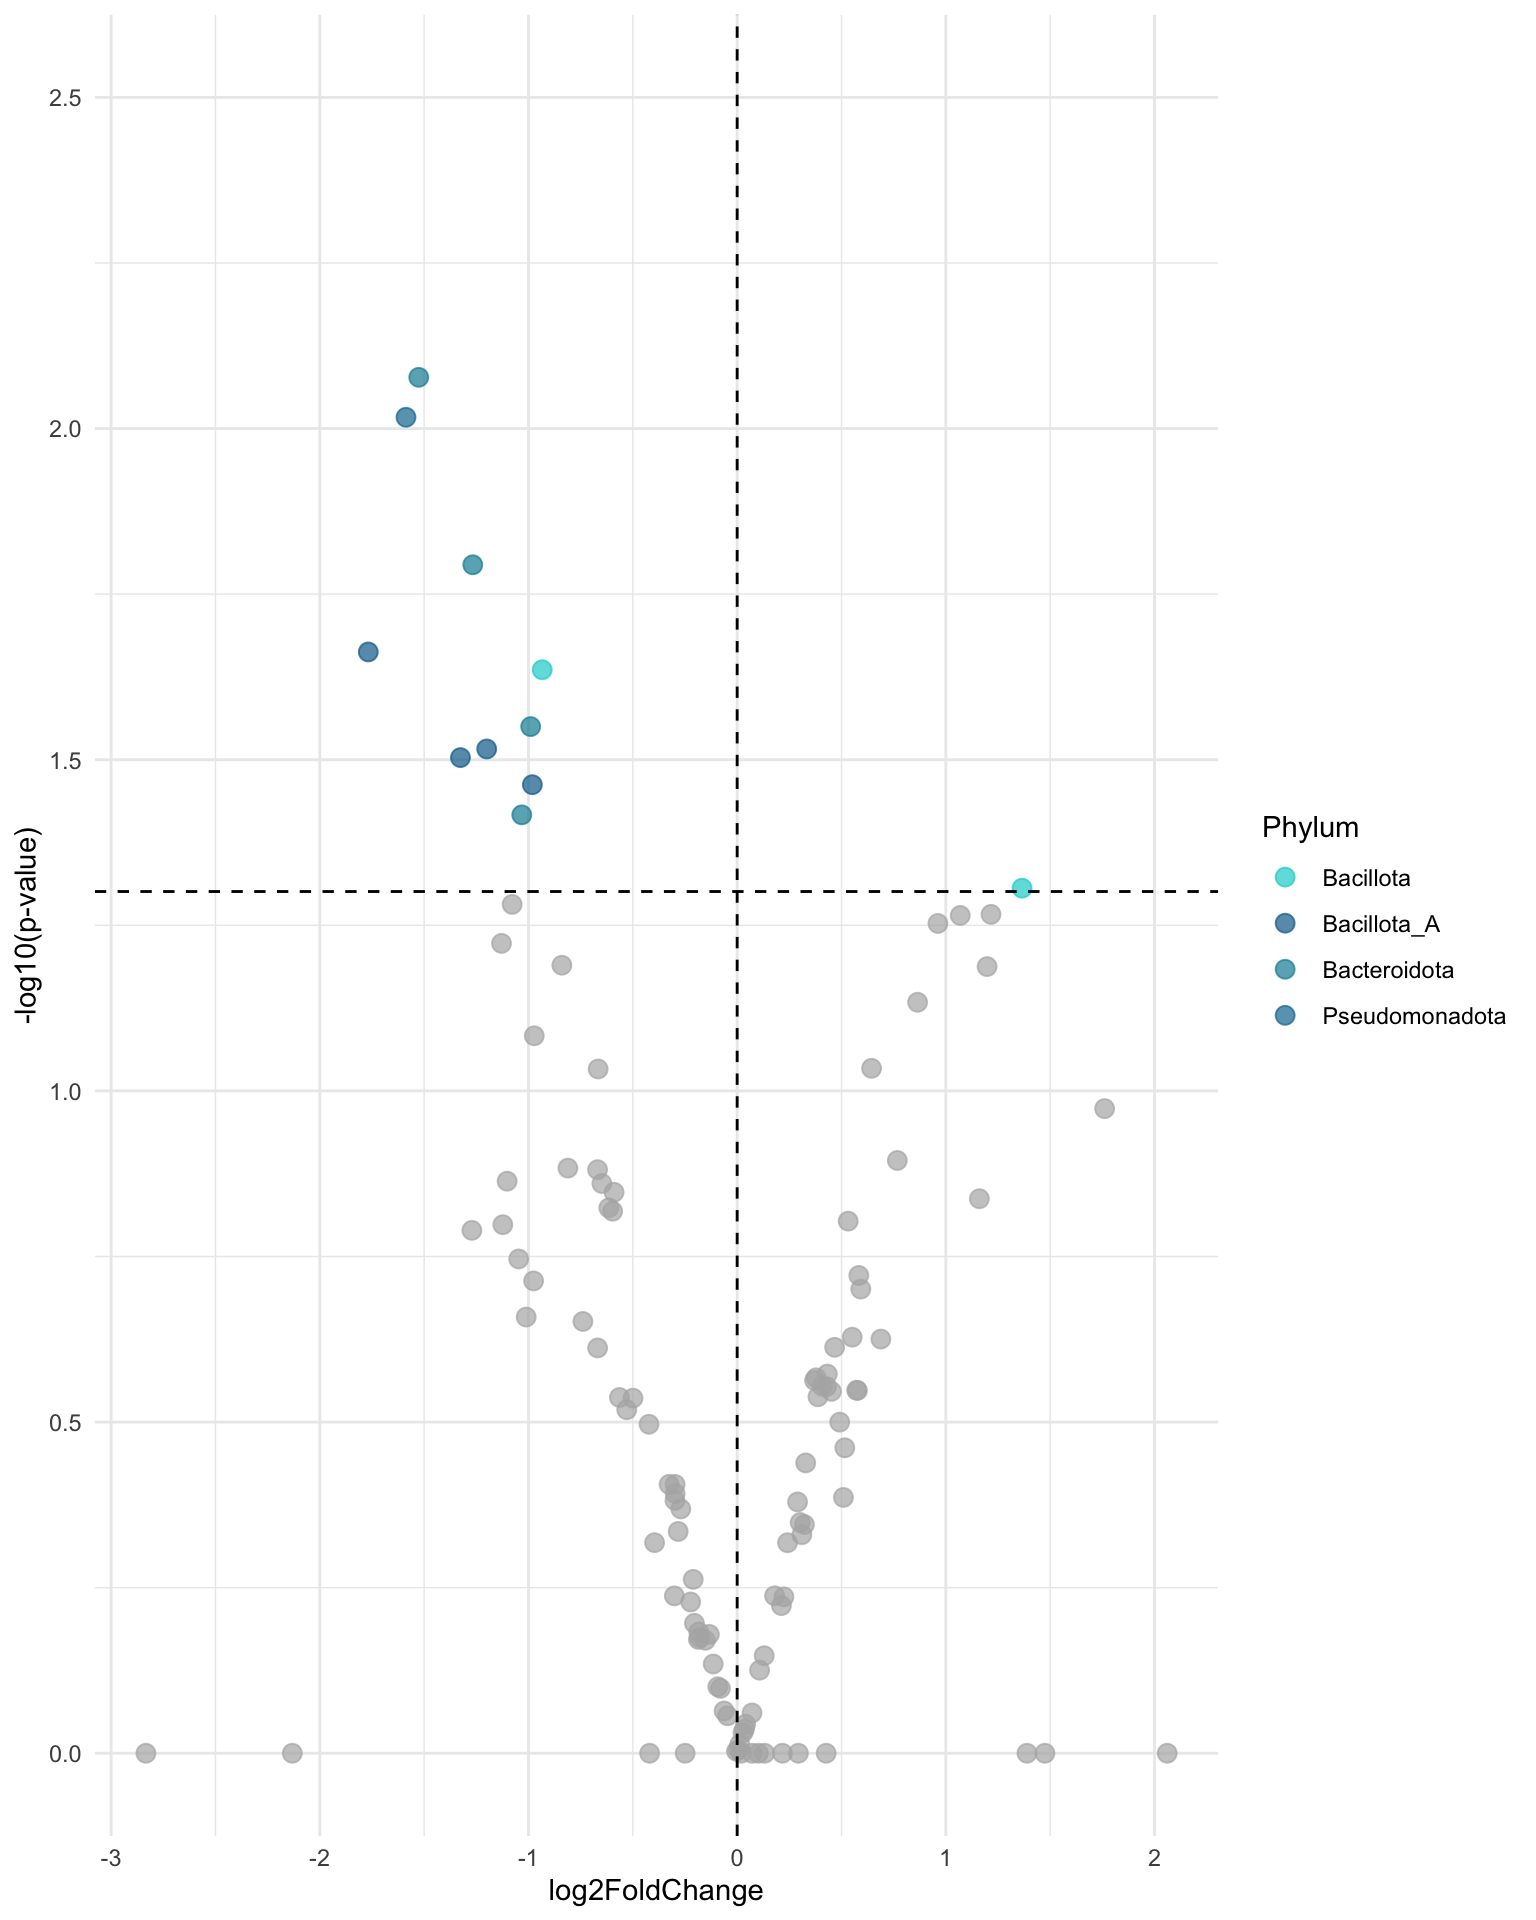 2.5
2.0
1.5
1.0
0.5
0.0
-log10(p-value)
-3
-2
-1
0
1
2
log2FoldChange
Phylum
Bacillota
Bacillota_A
Bacteroidota
Pseudomonadota